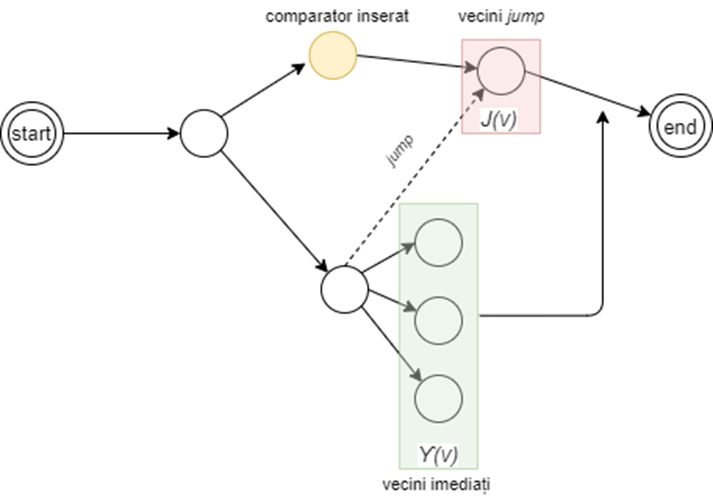 comparator inserat
vecini jump
start
J(v)
end
jump
Y(v)
vecini imediați